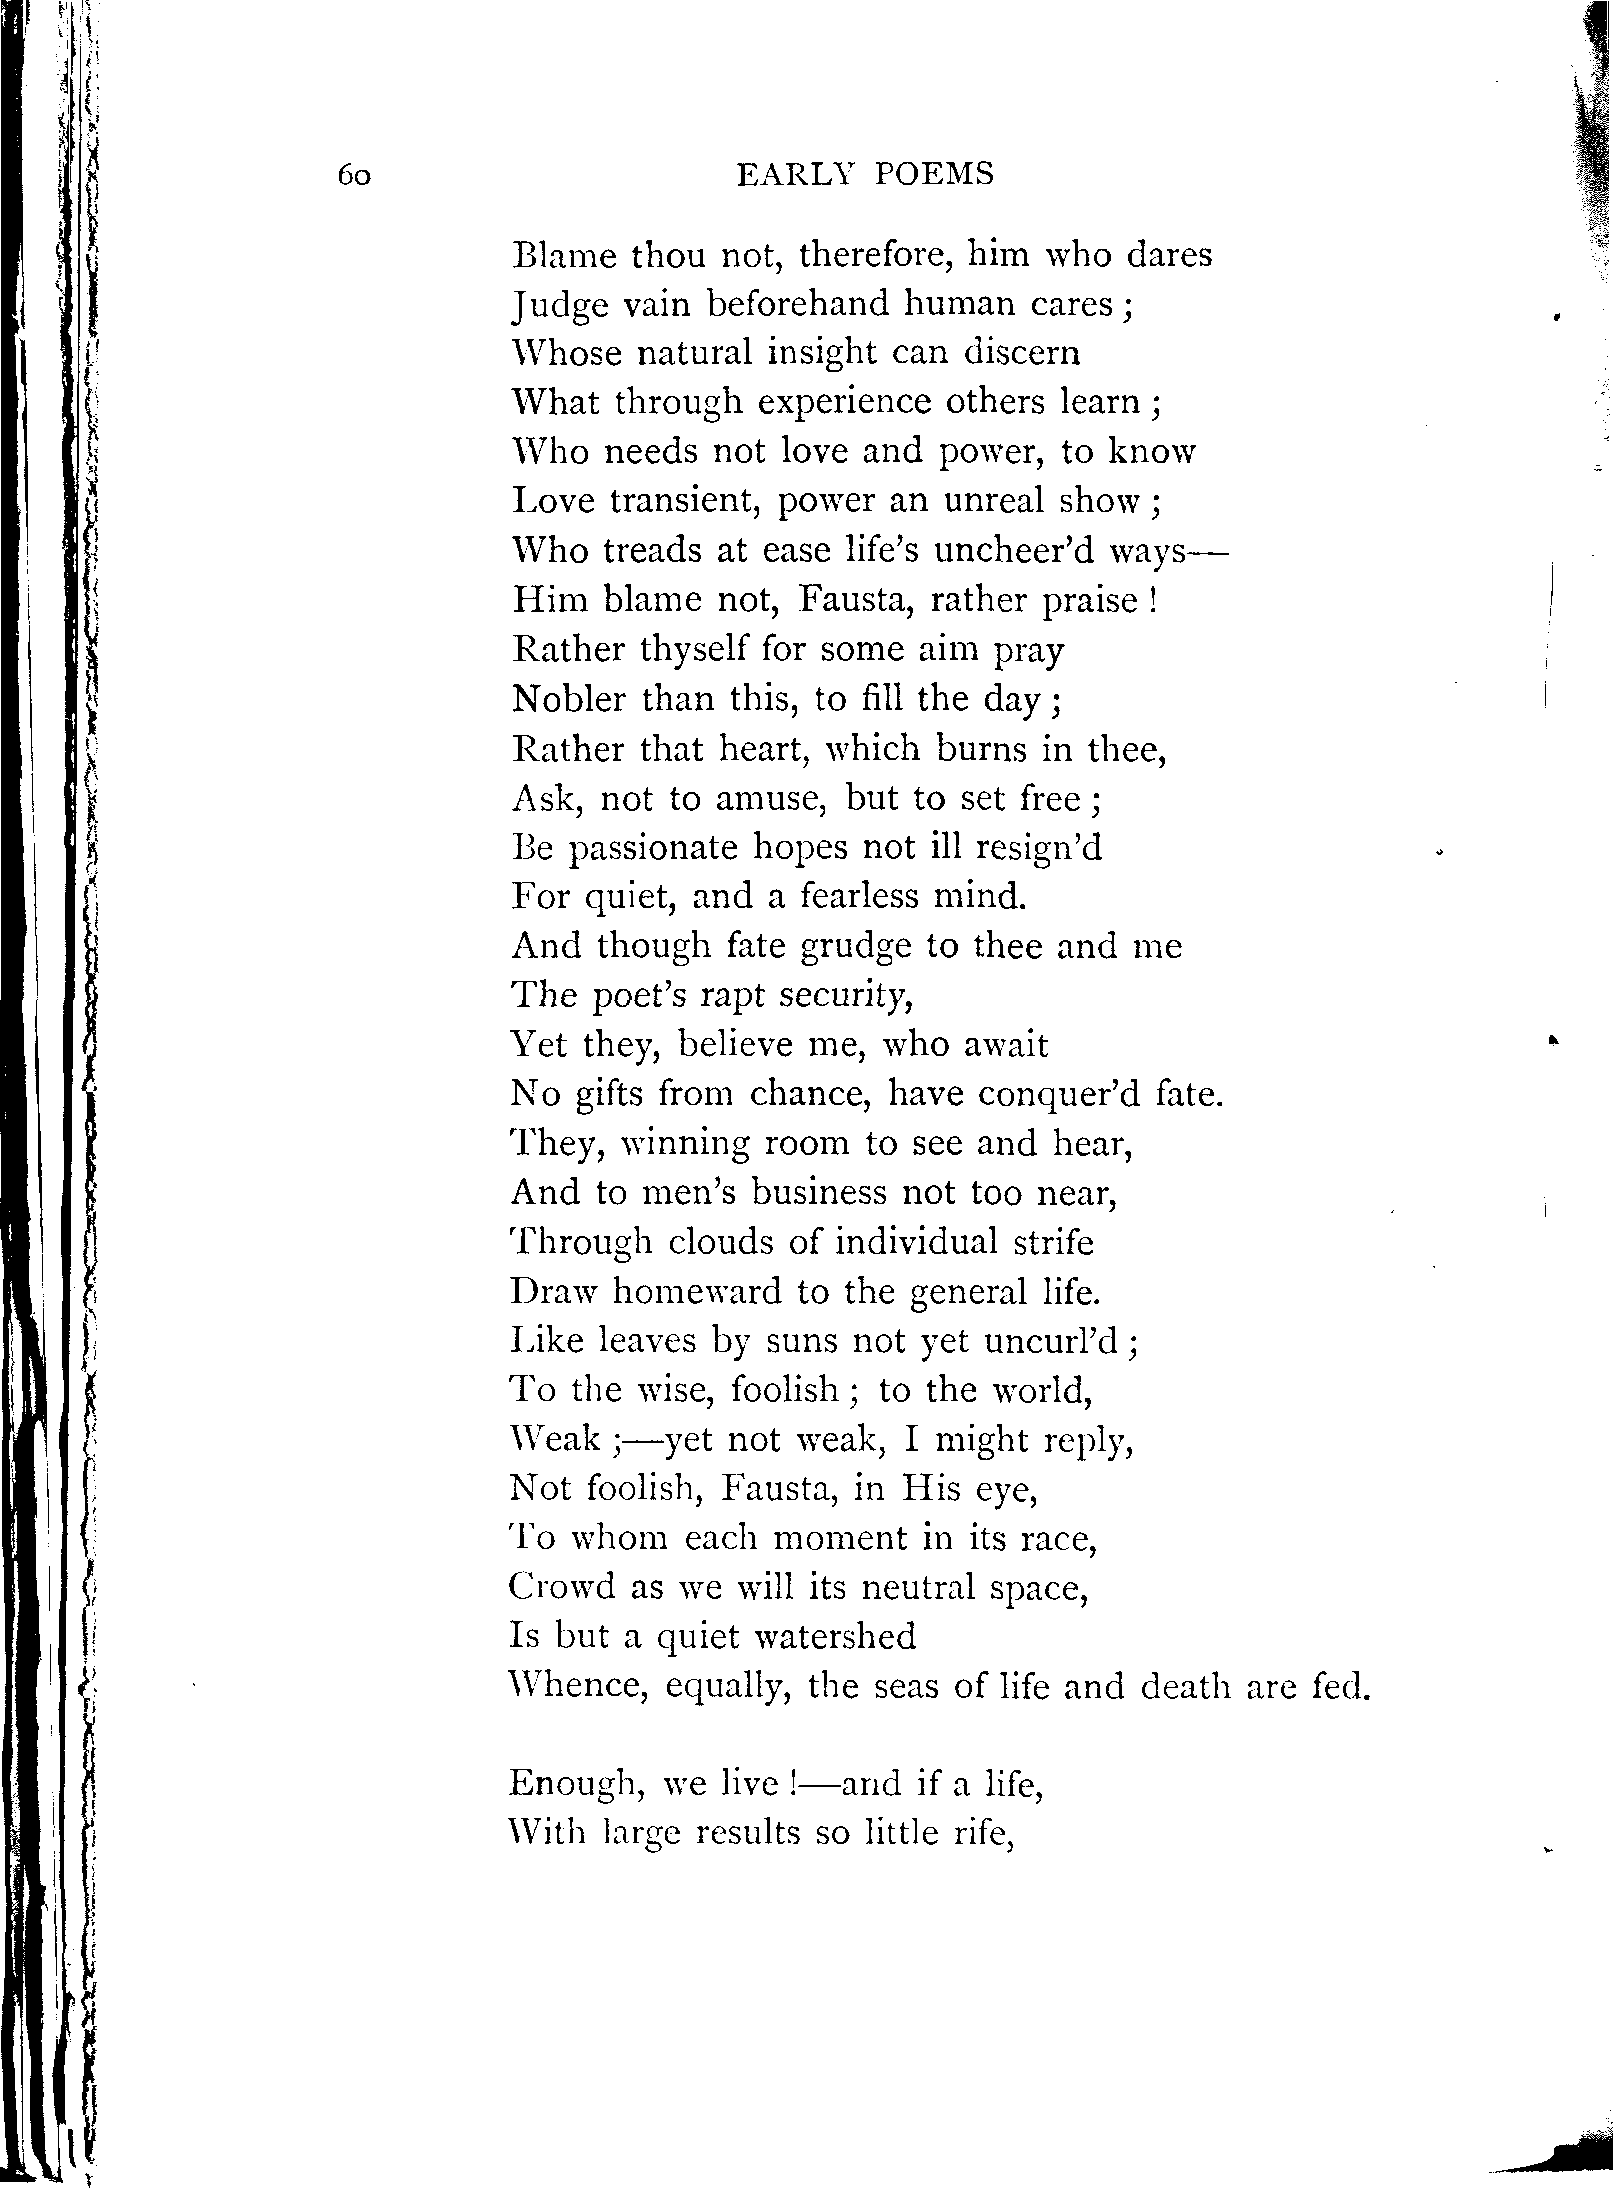 60 EARLY POEMS
Blame thou not, therefore, him who dares
Judge vain beforehand human cares ;
Whose natural insight can discern
What through experience others learn ;
Who needs not love and power, to know
Love transient, power an unreal show ;
Who treads at ease life's uncheer'd ways—
Him blame not, Fausta, rather praise !
Rather thyself for some aim pray
Nobler than this, to fill the day ;
Rather that heart, which burns in thee,
Ask, not to amuse, but to set free ;
Be passionate hopes not ill resign'd
For quiet, and a fearless mind.
And though fate grudge to thee and me
The poet's rapt security,
Yet they, believe me, who await
No gifts from chance, have conquer'd fate.
They, winning room to see and hear,
And to men's business not too near,
Through clouds of individual strife
Draw homeward to the general life.
Like leaves by suns not yet uncurl'd ;
To the wise, foolish ; to the world,
Weak ;—yet not weak, I might reply,
Not foolish, Fausta, in His eye,
To whom each moment in its race,
Crowd as we will its neutral space,
Is but a quiet watershed
Whence, equally, the seas of life and death are fed.
Enough, we live !—and if a life,
With large results so little rife,